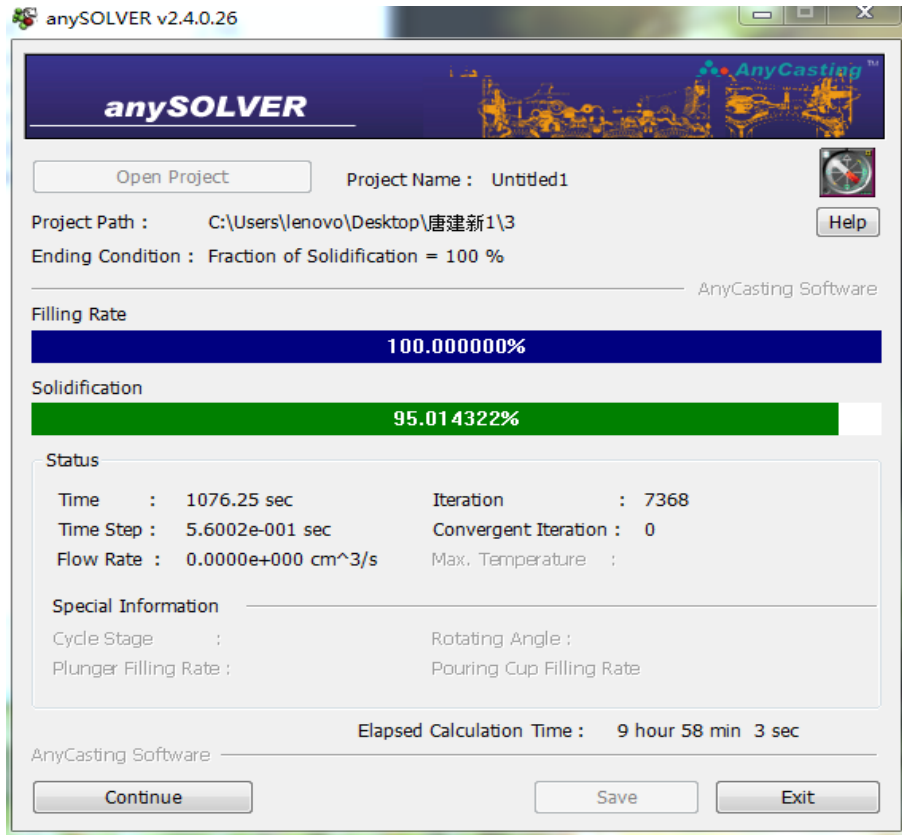 anySOLVER v2.4.0.26
AnyCasting TM
anySOLVER
Open Project
Project Name : Untitled1
Project Path : C:\Users\lenovo\Desktop\唐建新1\3
Help
Ending Condition : Fraction of Solidification = 100 %
AnyCasting Software
Filling Rate
100.000000%
Solidification
95.014322%
Status
Time : 1076.25 sec Iteration : 7368
Time Step : 5.6002e-001 sec Convergent Iteration : 0
Flow Rate : 0.0000e+000 cm^3/s Max. Temperature :
Special Information
Cycle Stage : Rotating Angle :
Plunger Filling Rate : Pouring Cup Filling Rate
Elapsed Calculation Time : 9 hour 58 min 3 sec
AnyCasting Software
Continue Save Exit